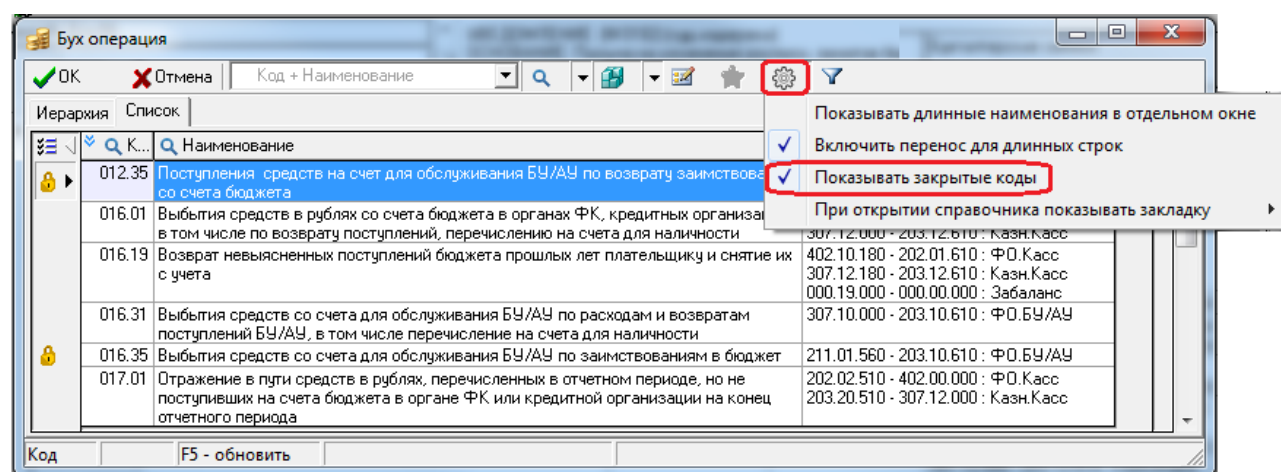 Бух операция
OK Отмена Код + Наименование
Иерархия Список
Показывать длинные наименования в отдельном окне
Включить перенос для длинных строк
Показывать закрытые коды
При открытии справочника показывать закладку
К... Наименование
012.35 Поступления средств на счет для обслуживания БУ/АУ по возврату заимствова
со счета бюджета
016.01 Выбытия средств в рублях со счета бюджета в органах ФК, кредитных организа
в том числе по возврату поступлений, перечислению на счета для наличности 307.12.000 - 203.12.610 : Казн.Касс
016.19 Возврат невыясненных поступлений бюджета прошлых лет плательщику и снятие их 402.10.180 - 202.01.610 : ФО.Касс
с учета 307.12.180 - 203.12.610 : Казн.Касс
000.19.000 - 000.00.000 : Забаланс
016.31 Выбытия средств со счета для обслуживания БУ/АУ по расходам и возвратам 307.10.000 - 203.10.610 : ФО.БУ/АУ
поступлений БУ/АУ, в том числе перечисление на счета для наличности
016.35 Выбытия средств со счета для обслуживания БУ/АУ по заимствованиям в бюджет 211.01.560 - 203.10.610 : ФО.БУ/АУ
017.01 Отражение в пути средств в рублях, перечисленных в отчетном периоде, но не 202.02.510 - 402.00.000 : ФО.Касс
поступивших на счета бюджета в органе ФК или кредитной организации на конец 203.20.510 - 307.12.000 : Казн.Касс
отчетного периода
Код F5 - обновить